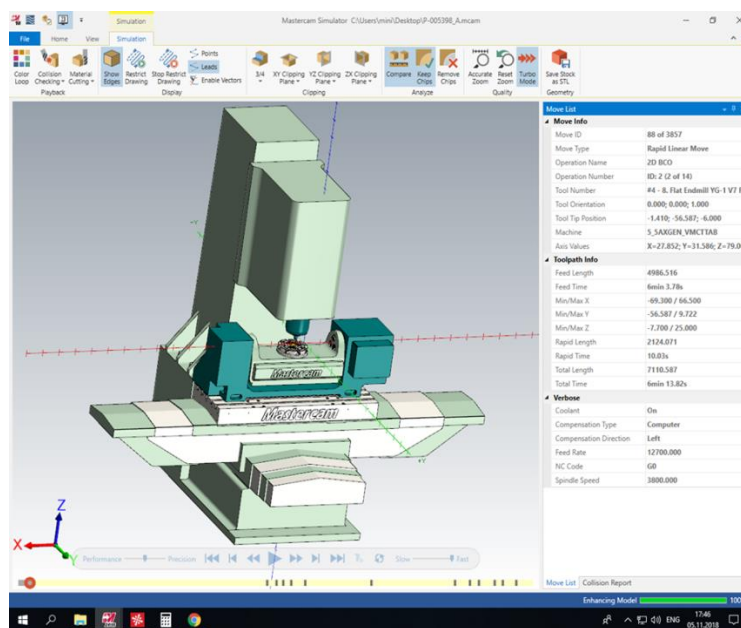 Simulation
Mastercam Simulator C:\Users\mini\Desktop\P-005398_A.mcam
File Home View Simulation
Color Loop
Collision Checking
Material Cutting
Playback
Show Edges
Restrict Drawing
Stop Restrict Drawing
Points
Leads
Enable Vectors
Display
3/4
XY Clipping Plane
YZ Clipping Plane
ZX Clipping Plane
Clipping
Compare
Keep Chips
Remove Chips
Analyze
Accurate Zoom
Reset Zoom
Turbo Mode
Quality
Save Stock as STL
Geometry
Move List
Move Info
Move ID 88 of 3857
Move Type Rapid Linear Move
Operation Name 2D BCO
Operation Number ID: 2 (2 of 14)
Tool Number #4 - 8. Flat Endmill YG-1 V7
Tool Orientation 0.000; 0.000; 1.000
Tool Tip Position -1.410; -56.587; -6.000
Machine 5_5AXGEN_VMCTTAB
Axis Values X=27.852; Y=31.586; Z=79.0
Toolpath Info
Feed Length 4986.516
Feed Time 6min 3.78s
Min/Max X -69.300 / 66.500
Min/Max Y -56.587 / 9.722
Min/Max Z -7.700 / 25.000
Rapid Length 2124.071
Rapid Time 10.03s
Total Length 7110.587
Total Time 6min 13.82s
Verbose
Coolant On
Compensation Type Computer
Compensation Direction Left
Feed Rate 12700.000
NC Code G0
Spindle Speed 3800.000
Mastercam
Mastercam
+Y
Z
X
Y
Performance Precision Slow Fast
Move List Collision Report
Enhancing Model 100
ENG
17:46
05.11.2018